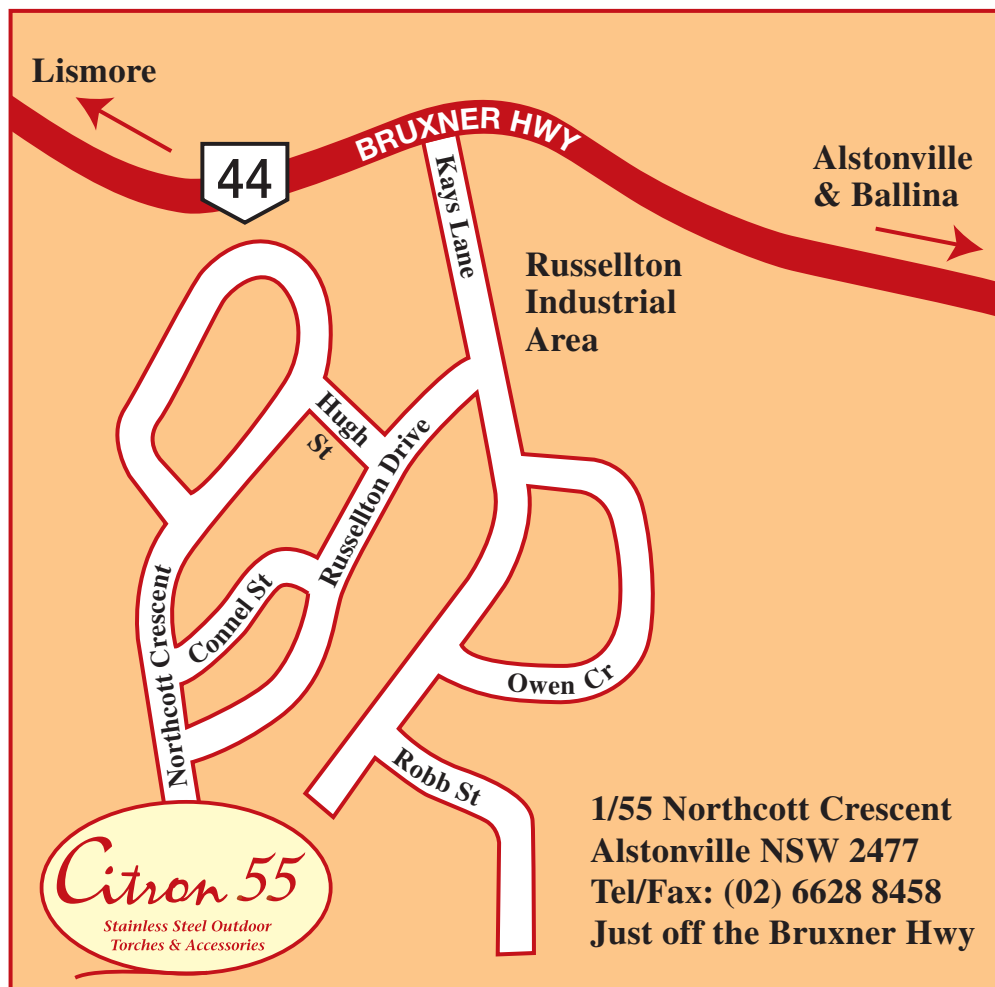 Lismore
BRUXNER HWY
44
Alstonville
& Ballina
Kays Lane
Russellton
Industrial
Area
Hugh
St
Russellton Drive
Northcott Crescent
Connel St
Owen Cr
Robb St
1/55 Northcott Crescent
Alstonville NSW 2477
Tel/Fax: (02) 6628 8458
Just off the Bruxner Hwy
Citron 55
Stainless Steel Outdoor
Torches & Accessories